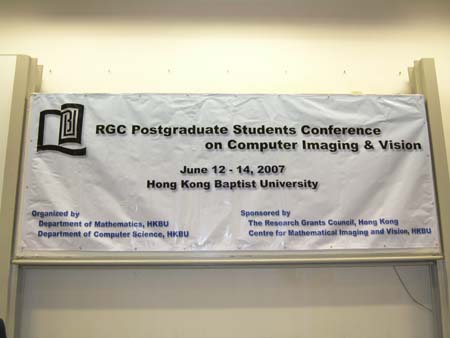 RGC Postgraduate Students Conference
on Computer Imaging & Vision
June 12 - 14, 2007
Hong Kong Baptist University
Organized by
Department of Mathematics, HKBU
Department of Computer Science, HKBU
Sponsored by
The Research Grants Council, Hong Kong
Centre for Mathematical Imaging and Vision, HKBU